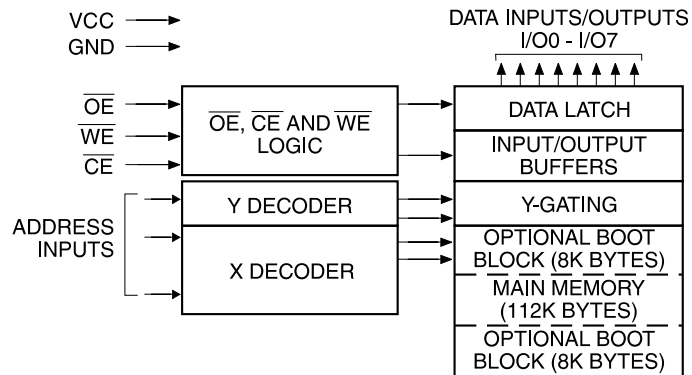 VCC
GND
DATA INPUTS/OUTPUTS
I/O0 - I/O7
OE
WE
CE
OE, CE AND WE
LOGIC
DATA LATCH
INPUT/OUTPUT
BUFFERS
ADDRESS
INPUTS
Y DECODER
Y-GATING
X DECODER
OPTIONAL BOOT
BLOCK (8K BYTES)
MAIN MEMORY
(112K BYTES)
OPTIONAL BOOT
BLOCK (8K BYTES)